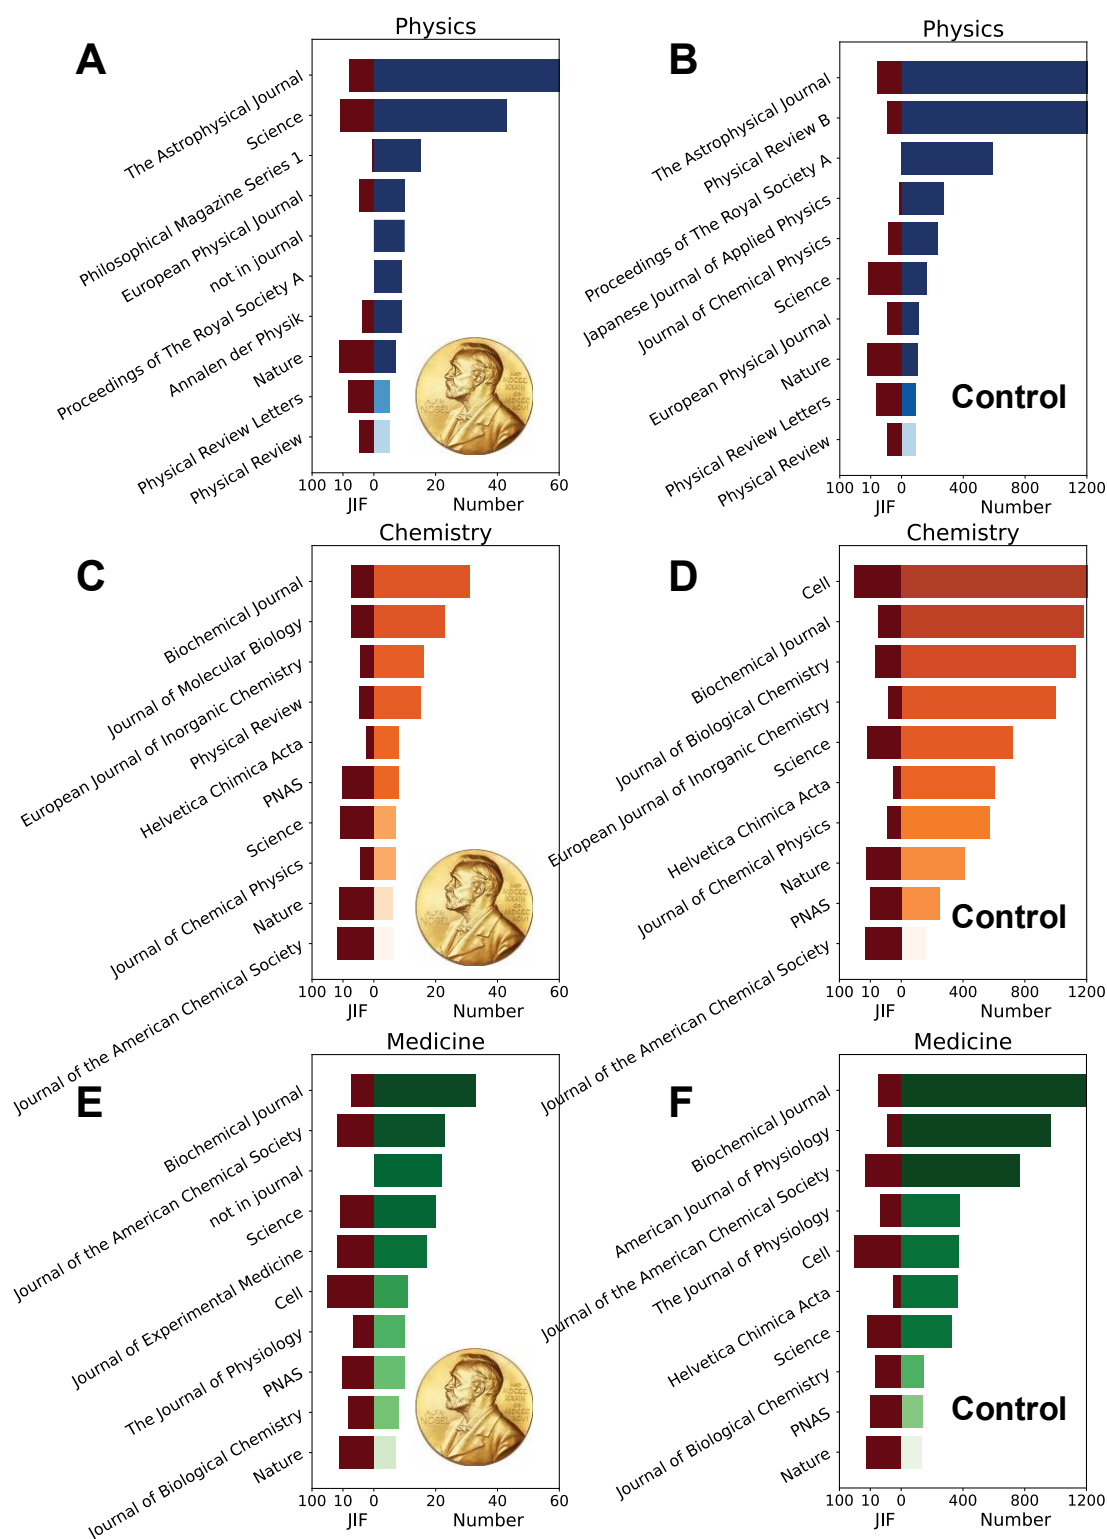 A
Physics
The Astrophysical Journal
Science
Philosophical Magazine Series 1
European Physical Journal
not in journal
Proceedings of The Royal Society A
Annalen der Physik
Nature
Physical Review Letters
Physical Review
100 10 0 20 40 60
JIF Number
B
Physics
The Astrophysical Journal
Physical Review B
Proceedings of The Royal Society A
Japanese Journal of Applied Physics
Journal of Chemical Physics
Science
European Physical Journal
Nature
Physical Review Letters
Physical Review
Control
100 10 0 400 800 1200
JIF Number
C
Chemistry
Biochemical Journal
Journal of Molecular Biology
European Journal of Inorganic Chemistry
Physical Review
Helvetica Chimica Acta
PNAS
Science
Journal of Chemical Physics
Nature
Journal of the American Chemical Society
100 10 0 20 40 60
JIF Number
D
Chemistry
Cell
Biochemical Journal
Journal of Biological Chemistry
European Journal of Inorganic Chemistry
Science
Helvetica Chimica Acta
Journal of Chemical Physics
Nature
PNAS
Journal of the American Chemical Society
Control
100 10 0 400 800 1200
JIF Number
E
Medicine
Biochemical Journal
Journal of the American Chemical Society
not in journal
Science
Journal of Experimental Medicine
Cell
The Journal of Physiology
PNAS
Journal of Biological Chemistry
Nature
100 10 0 20 40 60
JIF Number
F
Medicine
Biochemical Journal
American Journal of Physiology
Journal of the American Chemical Society
The Journal of Physiology
Cell
Helvetica Chimica Acta
Science
Journal of Biological Chemistry
PNAS
Nature
Control
100 10 0 400 800 1200
JIF Number